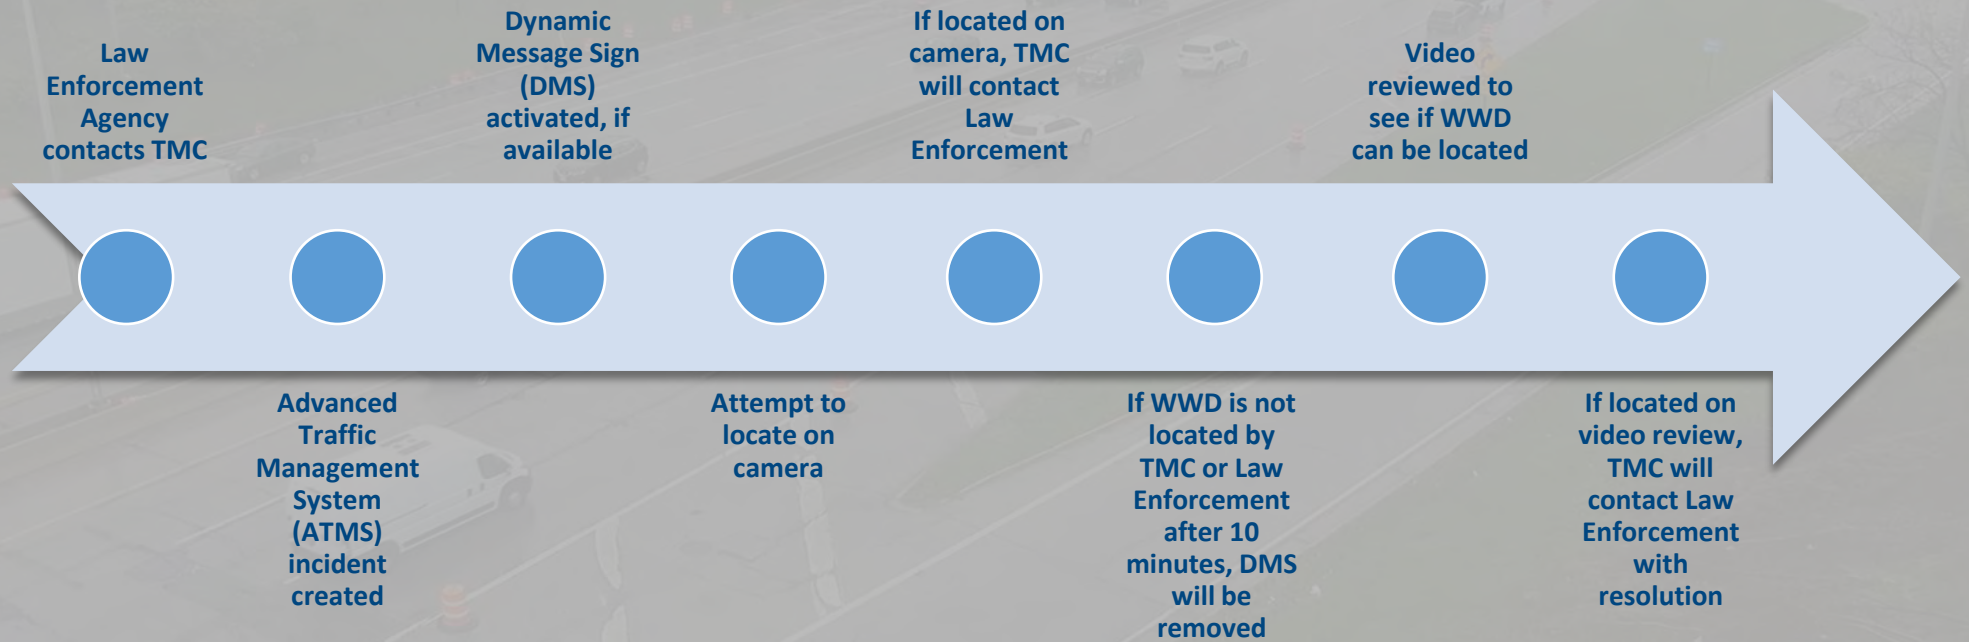 Law
Enforcement
Agency
contacts TMC
Advanced
Traffic
Management
System
(ATMS)
incident
created
Dynamic
Message Sign
(DMS)
activated, if
available
Attempt to
locate on
camera
If located on
camera, TMC
will contact
Law
Enforcement
If WWD is not
located by
TMC or Law
Enforcement
after 10
minutes, DMS
will be
removed
Video
reviewed to
see if WWD
can be located
If located on
video review,
TMC will
contact Law
Enforcement
with
resolution